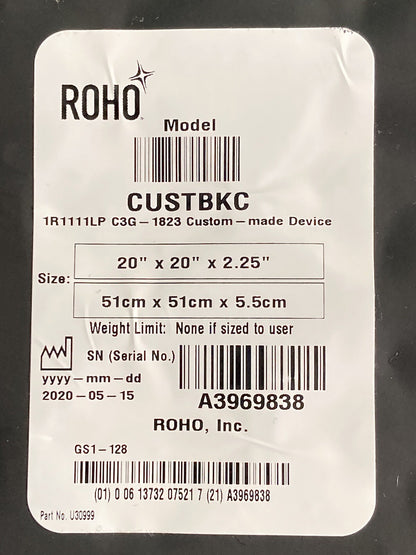 ROHO
Model
CUSTBKC
1R1111LP C3G-1823 Custom-made Device
Size:
20" x 20" x 2.25"
51cm x 51cm x 5.5cm
Weight Limit: None if sized to user
SN (Serial No.)
yyyy-mm-dd
2020-05-15
A3969838
ROHO, Inc.
GS1-128
(01) 0 06 13732 07521 7 (21) A3969838
Part No. U30999